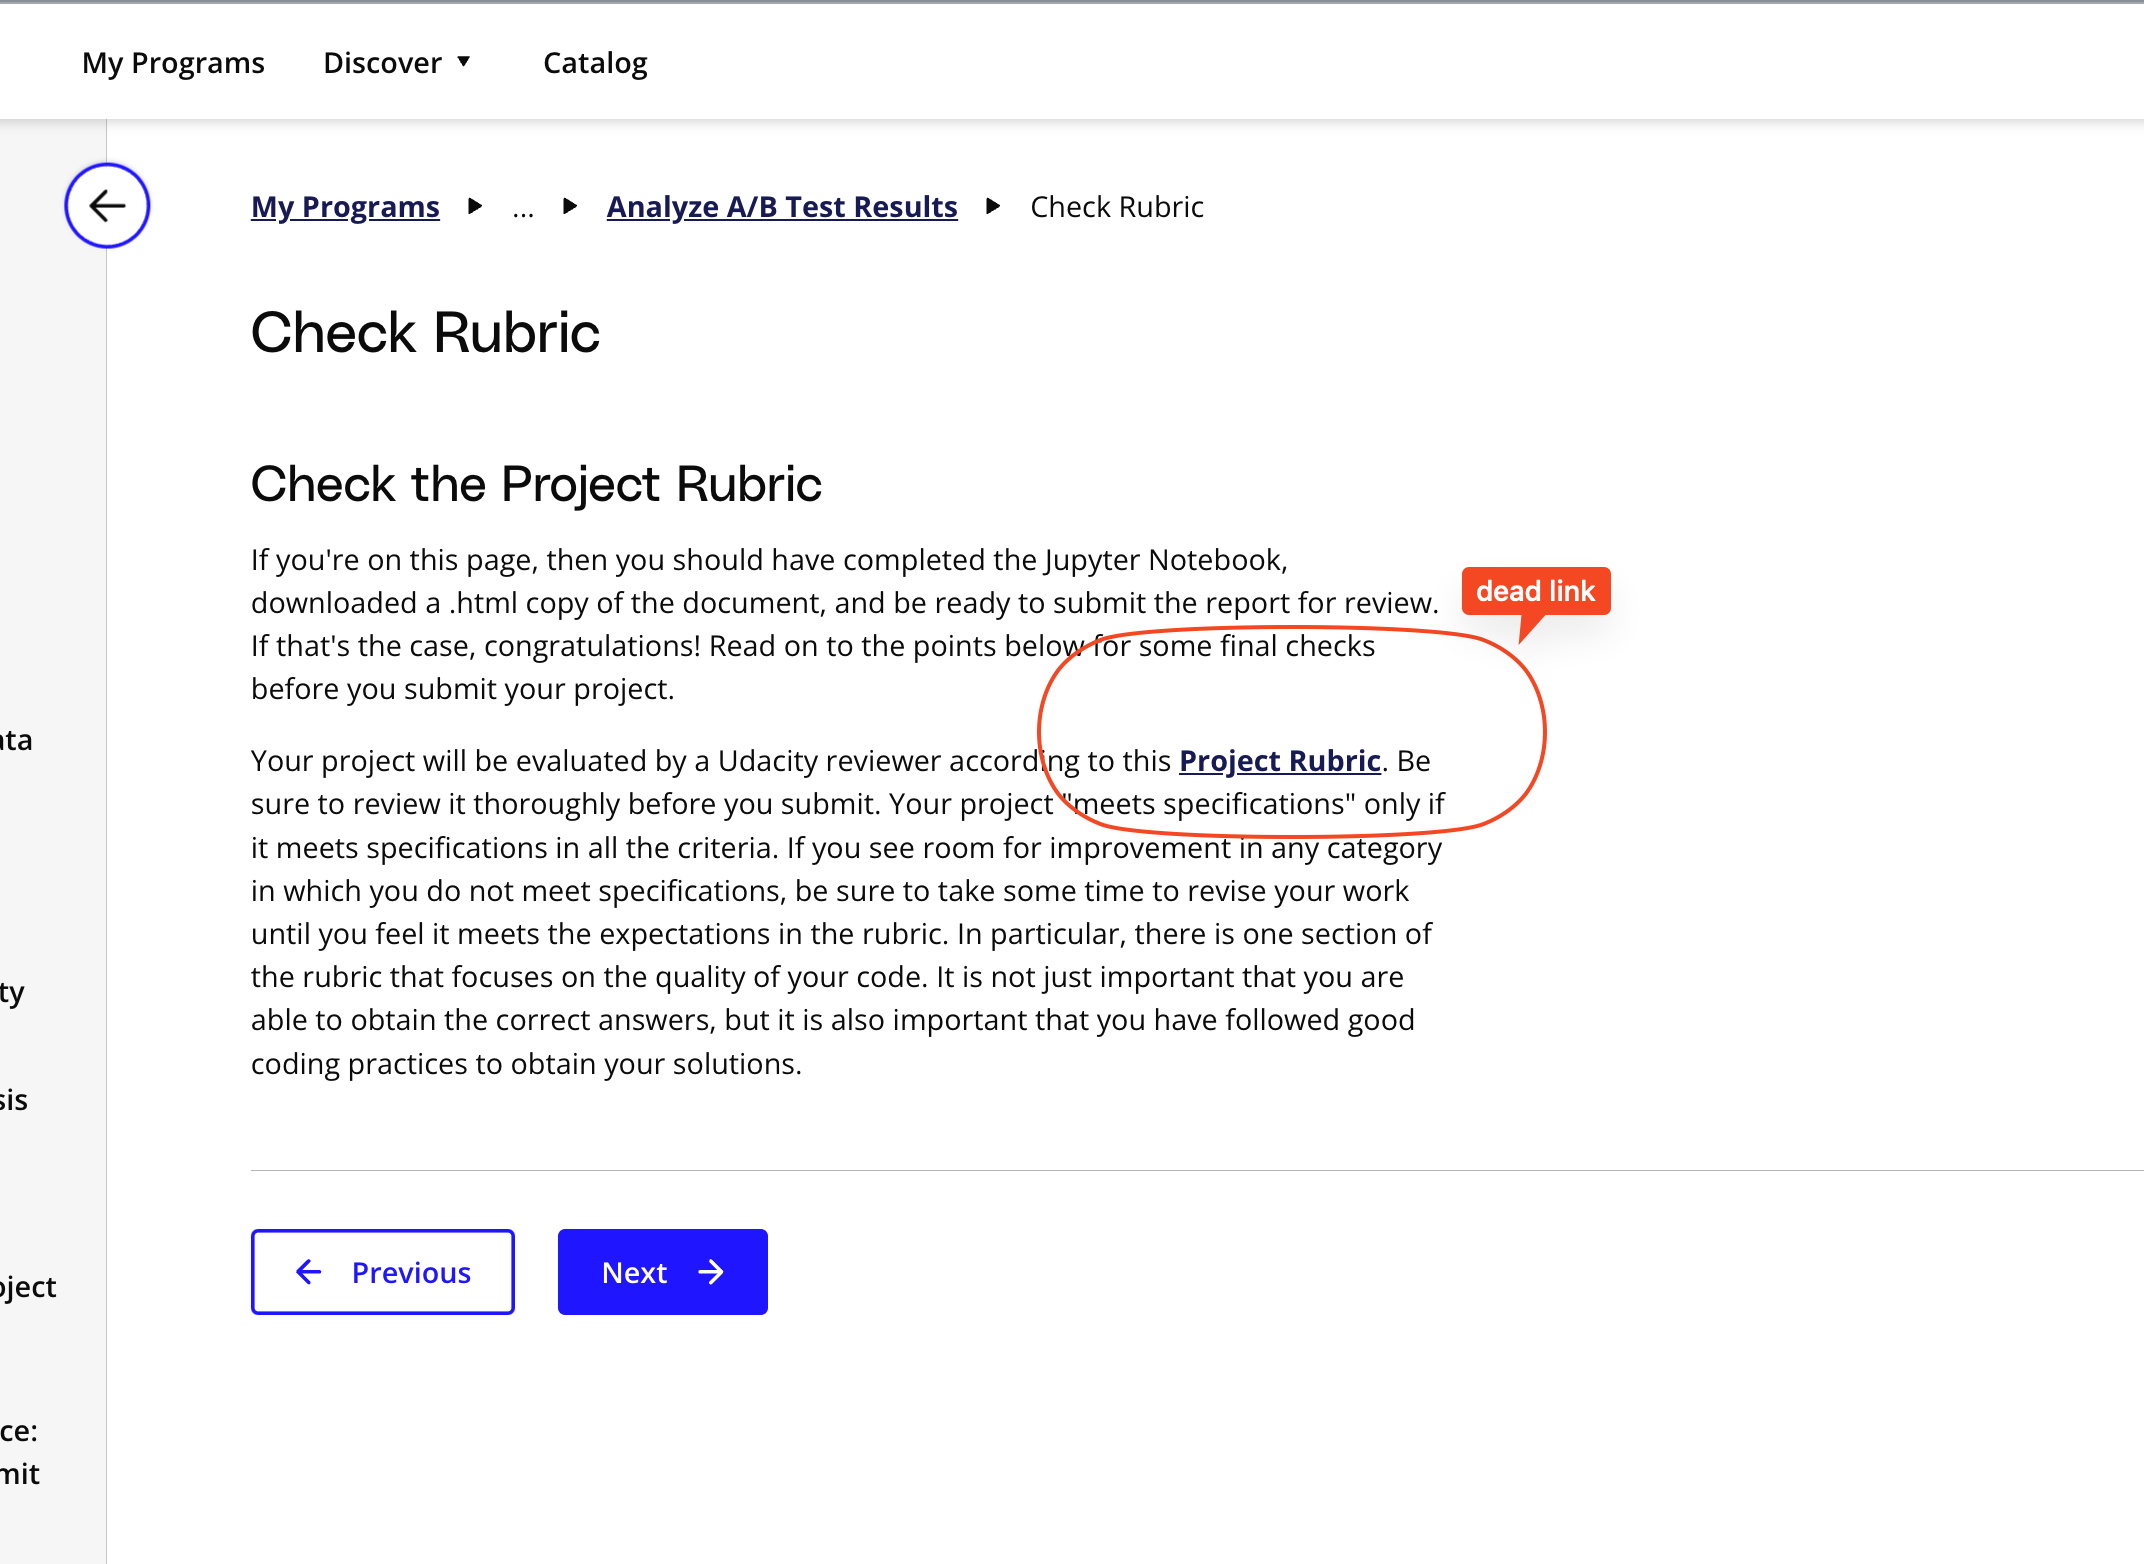 My Programs Discover ▼ Catalog
My Programs ▶ ... ▶ Analyze A/B Test Results ▶ Check Rubric
Check Rubric
Check the Project Rubric
If you're on this page, then you should have completed the Jupyter Notebook,
downloaded a .html copy of the document, and be ready to submit the report for review.
dead link
If that's the case, congratulations! Read on to the points below for some final checks
before you submit your project.
Your project will be evaluated by a Udacity reviewer according to this Project Rubric. Be
sure to review it thoroughly before you submit. Your project "meets specifications" only if
it meets specifications in all the criteria. If you see room for improvement in any category
in which you do not meet specifications, be sure to take some time to revise your work
until you feel it meets the expectations in the rubric. In particular, there is one section of
the rubric that focuses on the quality of your code. It is not just important that you are
able to obtain the correct answers, but it is also important that you have followed good
coding practices to obtain your solutions.
← Previous Next →